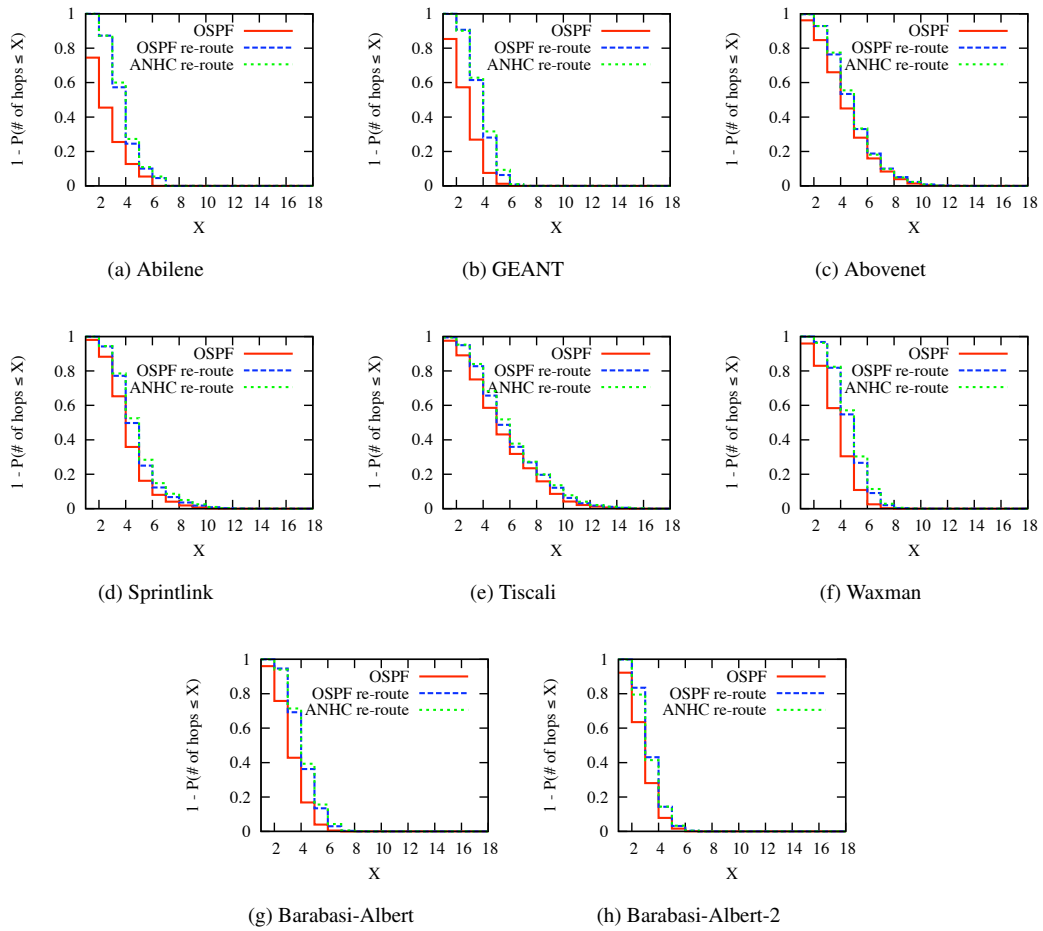 1 - P(# of hops ≤ X)
1
0.8
0.6
0.4
0.2
0
OSPF
OSPF re-route
ANHC re-route
2 4 6 8 10 12 14 16 18
X
(a) Abilene
1 - P(# of hops ≤ X)
1
0.8
0.6
0.4
0.2
0
OSPF
OSPF re-route
ANHC re-route
2 4 6 8 10 12 14 16 18
X
(b) GEANT
1 - P(# of hops ≤ X)
1
0.8
0.6
0.4
0.2
0
OSPF
OSPF re-route
ANHC re-route
2 4 6 8 10 12 14 16 18
X
(c) Abovenet
1 - P(# of hops ≤ X)
1
0.8
0.6
0.4
0.2
0
OSPF
OSPF re-route
ANHC re-route
2 4 6 8 10 12 14 16 18
X
(d) Sprintlink
1 - P(# of hops ≤ X)
1
0.8
0.6
0.4
0.2
0
OSPF
OSPF re-route
ANHC re-route
2 4 6 8 10 12 14 16 18
X
(e) Tiscali
1 - P(# of hops ≤ X)
1
0.8
0.6
0.4
0.2
0
OSPF
OSPF re-route
ANHC re-route
2 4 6 8 10 12 14 16 18
X
(f) Waxman
1 - P(# of hops ≤ X)
1
0.8
0.6
0.4
0.2
0
OSPF
OSPF re-route
ANHC re-route
2 4 6 8 10 12 14 16 18
X
(g) Barabasi-Albert
1 - P(# of hops ≤ X)
1
0.8
0.6
0.4
0.2
0
OSPF
OSPF re-route
ANHC re-route
2 4 6 8 10 12 14 16 18
X
(h) Barabasi-Albert-2